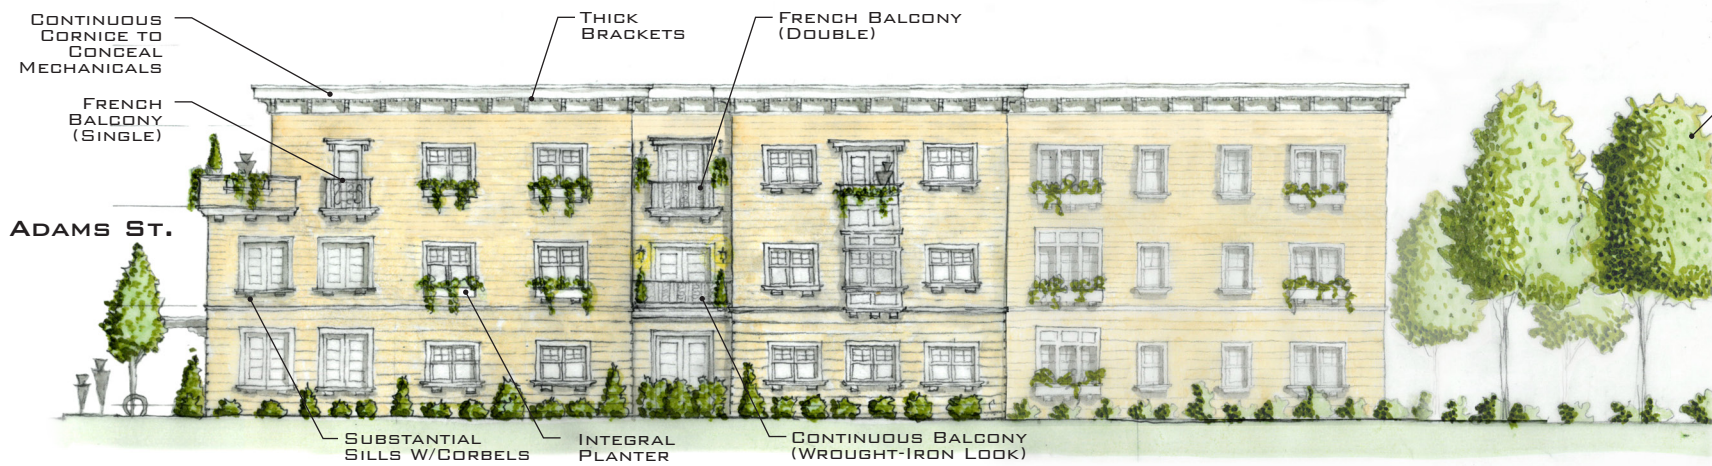 CONTINUOUS
CORNICE TO
CONCEAL
MECHANICALS
THICK
BRACKETS
FRENCH BALCONY
(DOUBLE)
FRENCH
BALCONY
(SINGLE)
ADAMS ST.
SUBSTANTIAL
SILLS W/CORBELS
INTEGRAL
PLANTER
CONTINUOUS BALCONY
(WROUGHT-IRON LOOK)